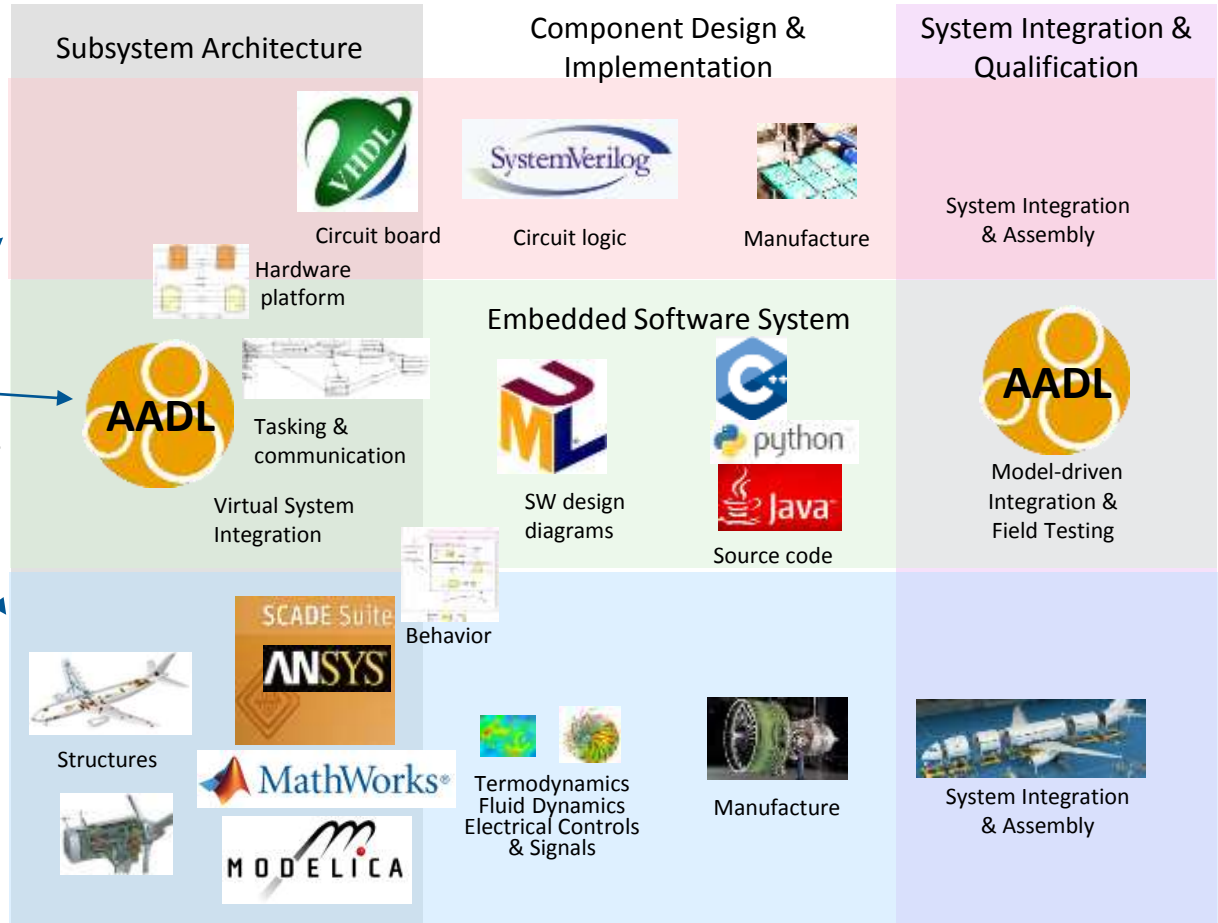 Subsystem Architecture
Component Design &
Implementation
System Integration &
Qualification
VHDL
Circuit board
SystemVerilog
Circuit logic
Manufacture
System Integration
& Assembly
Hardware
platform
AADL
Tasking &
communication
Virtual System
Integration
Embedded Software System
UML
SW design
diagrams
C++
python
Java
Source code
AADL
Model-driven
Integration &
Field Testing
Structures
SCADE Suite
ANSYS
Behavior
MathWorks®
MODELICA
Termodynamics
Fluid Dynamics
Electrical Controls
& Signals
Manufacture
System Integration
& Assembly